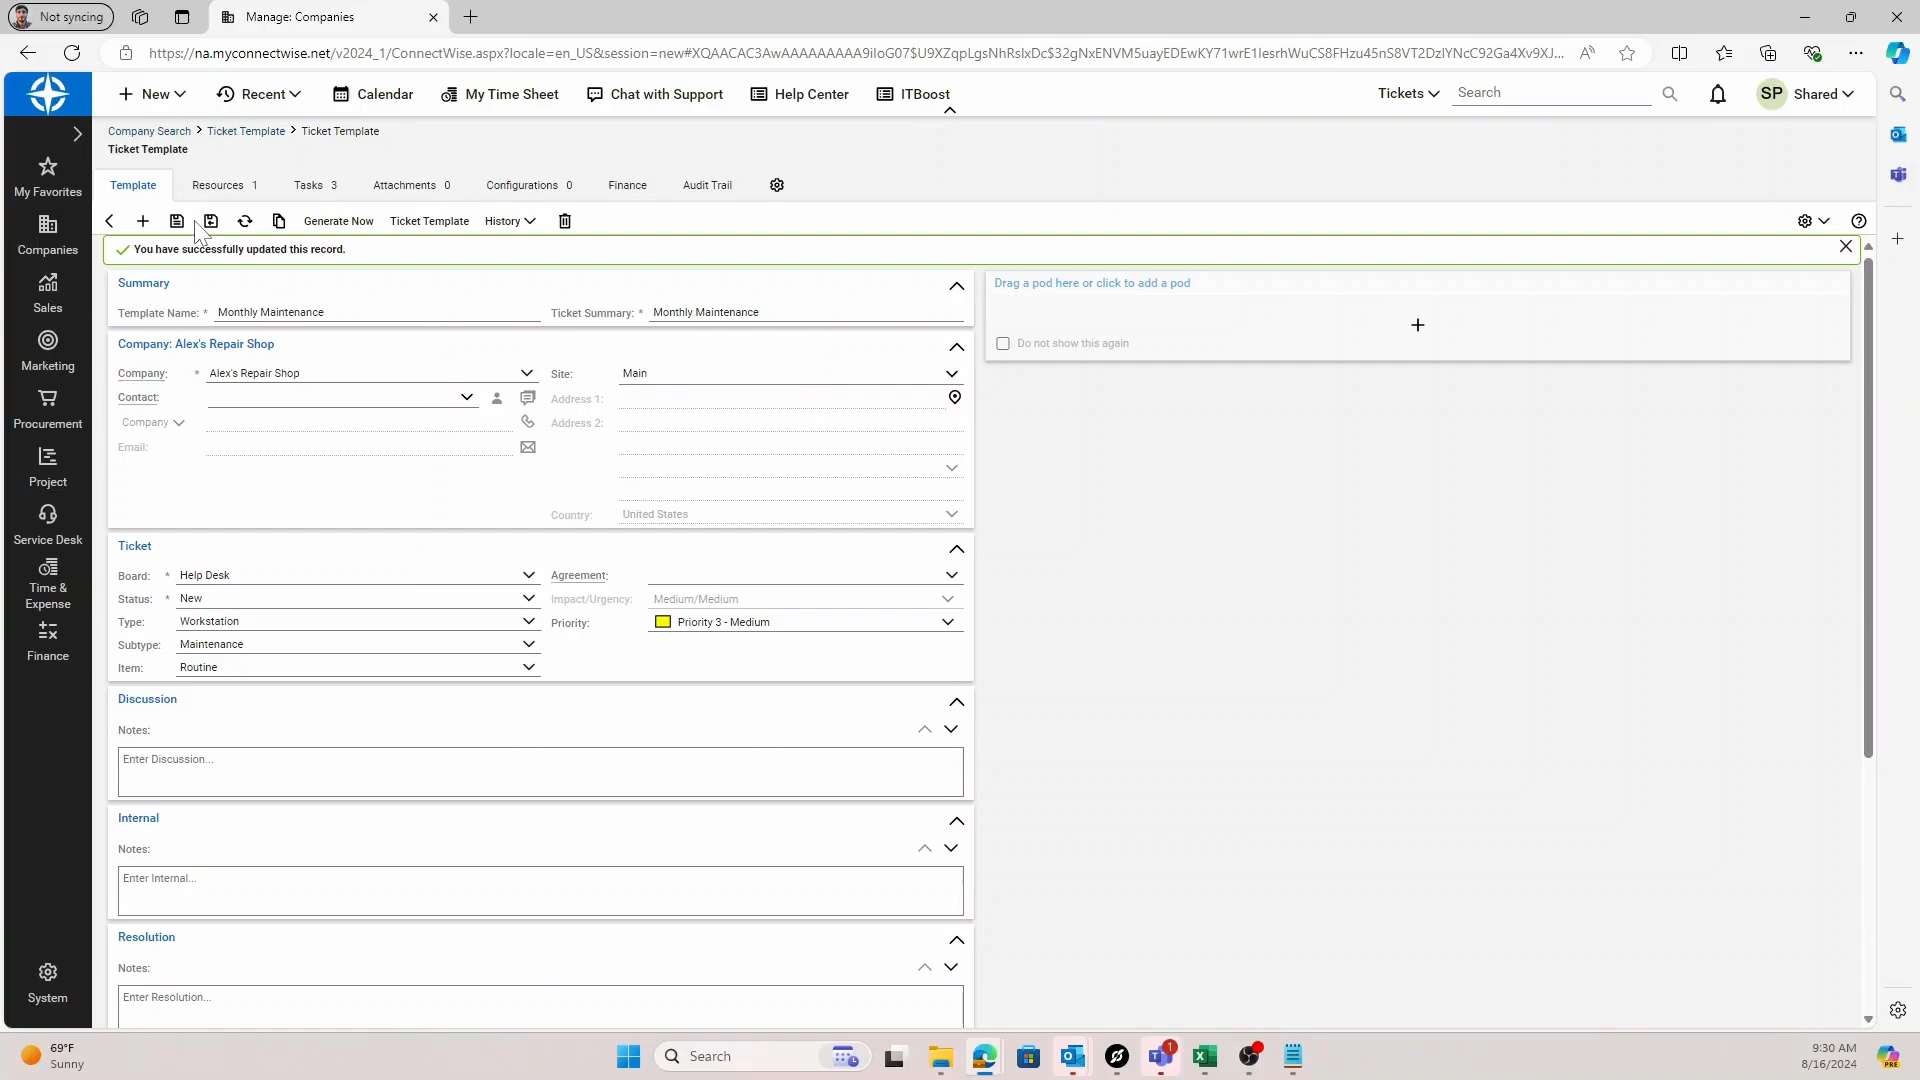 Not syncing
Manage: Companies
https://na.myconnectwise.net/v2024_1/ConnectWise.aspx?locale=en_US&session=new#XQAACAC3AwAAAAAAAAA9iIoG07$U9XZqpLgsNhRsIxDc$32gNxENVM5uayEDEwKY71wrE1IesrhWuCS8FHzu45nS8VT2DzIYNcC92Ga4Xv9XJ...
New
Recent
Calendar
My Time Sheet
Chat with Support
Help Center
ITBoost
Tickets
Search
SP
Shared
Company Search > Ticket Template > Ticket Template
Ticket Template
Template
Resources 1
Tasks 3
Attachments 0
Configurations 0
Finance
Audit Trail
Generate Now
Ticket Template
History
You have successfully updated this record.
My Favorites
Companies
Sales
Marketing
Procurement
Project
Service Desk
Time &
Expense
Finance
System
Summary
Template Name: * Monthly Maintenance
Ticket Summary: * Monthly Maintenance
Company: Alex's Repair Shop
Company: * Alex's Repair Shop
Site: Main
Contact:
Address 1:
Company
Address 2:
Email:
Country: United States
Ticket
Board: * Help Desk
Agreement:
Status: * New
Impact/Urgency: Medium/Medium
Type: Workstation
Priority: Priority 3 - Medium
Subtype: Maintenance
Item: Routine
Discussion
Notes:
Enter Discussion...
Internal
Notes:
Enter Internal...
Resolution
Notes:
Enter Resolution...
Drag a pod here or click to add a pod
Do not show this again
69°F
Sunny
Search
1
9:30 AM
8/16/2024
PRE